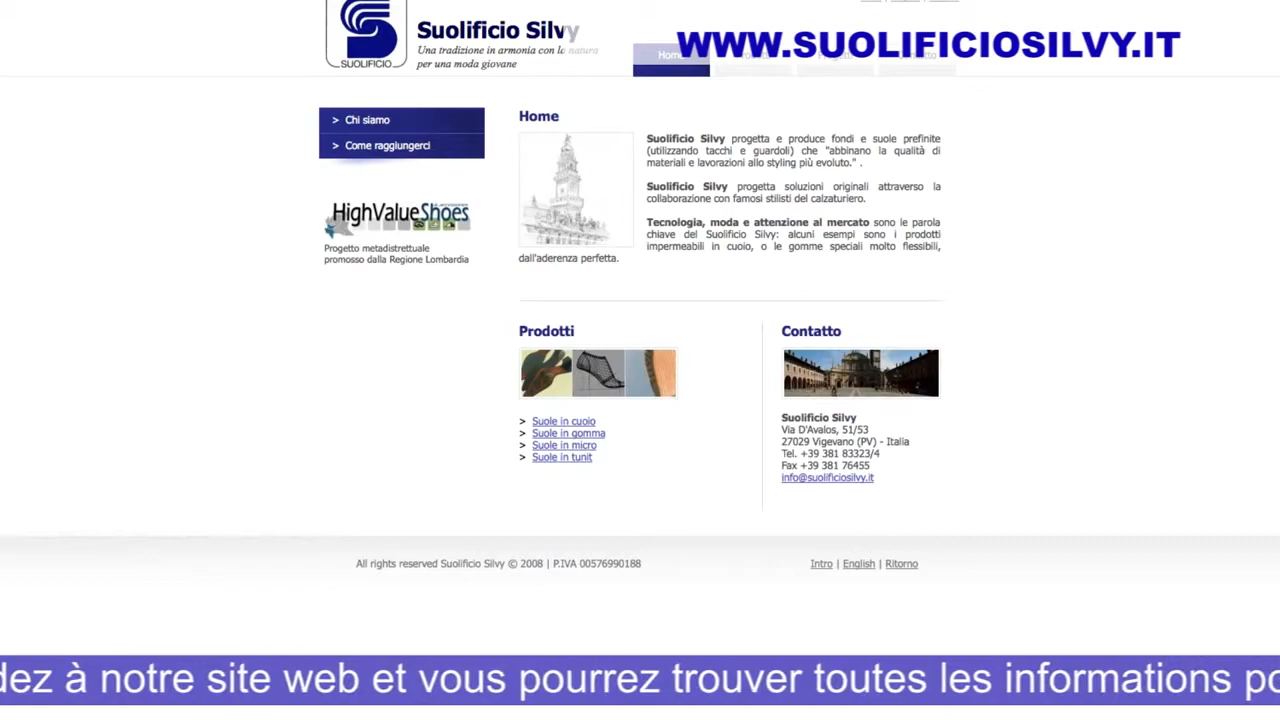 Suolificio Silvy
Una tradizione in armonia con lo natura
per una moda giovane
SUOLIFICIO
Home
WWW.SUOLIFICIOSILVY.IT
> Chi siamo
> Come raggiungerci
HighValueShoes
Progetto metadistrettuale
promosso dalla Regione Lombardia
Home
Suolificio Silvy progetta e produce fondi e suole prefinite
(utilizzando tacchi e guardoli) che "abbinano la qualità di
materiali e lavorazioni allo styling più evoluto." .
Suolificio Silvy progetta soluzioni originali attraverso la
collaborazione con famosi stilisti del calzaturiero.
Tecnologia, moda e attenzione al mercato sono le parola
chiave del Suolificio Silvy: alcuni esempi sono i prodotti
impermeabili in cuoio, o le gomme speciali molto flessibili,
dall'aderenza perfetta.
Prodotti
> Suole in cuoio
> Suole in gomma
> Suole in micro
> Suole in tunit
Contatto
Suolificio Silvy
Via D'Avalos, 51/53
27029 Vigevano (PV) - Italia
Tel. +39 381 83323/4
Fax +39 381 76455
info@suolificiosilvy.it
All rights reserved Suolificio Silvy © 2008 | P.IVA 00576990188
Intro | English | Ritorno
dez à notre site web et vous pourrez trouver toutes les informations po